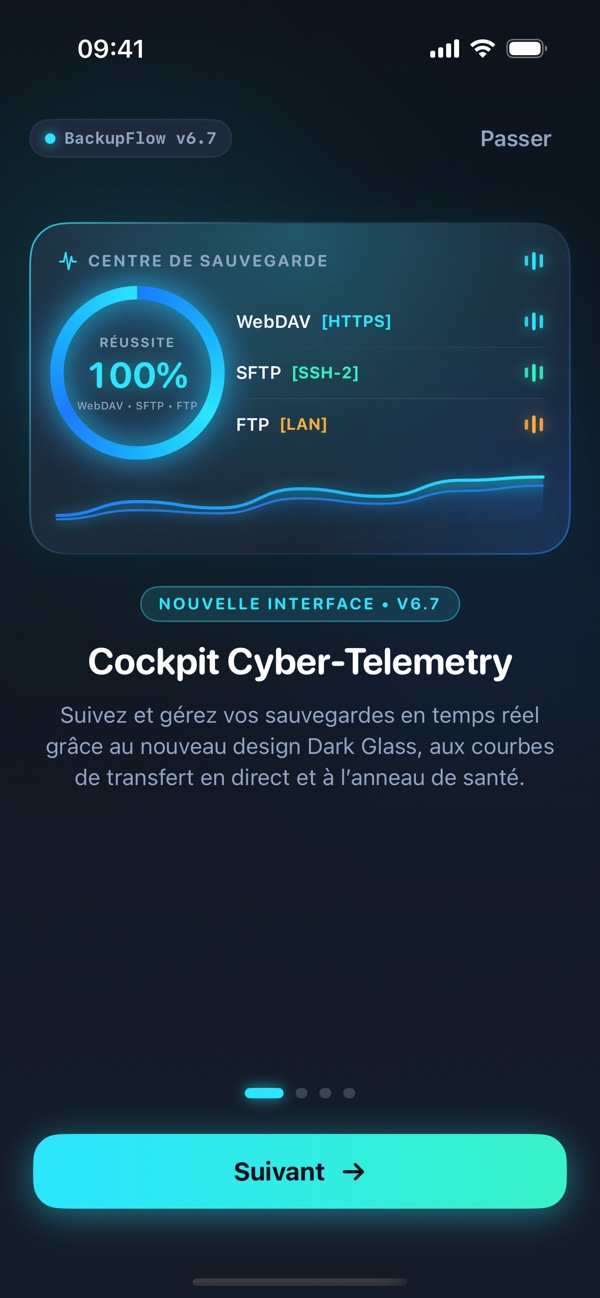 09:41
BackupFlow v6.7
Passer
CENTRE DE SAUVEGARDE
RÉUSSITE
100%
WebDAV • SFTP • FTP
WebDAV [HTTPS]
SFTP [SSH-2]
FTP [LAN]
NOUVELLE INTERFACE • V6.7
Cockpit Cyber-Telemetry
Suivez et gérez vos sauvegardes en temps réel
grâce au nouveau design Dark Glass, aux courbes
de transfert en direct et à l’anneau de santé.
Suivant →